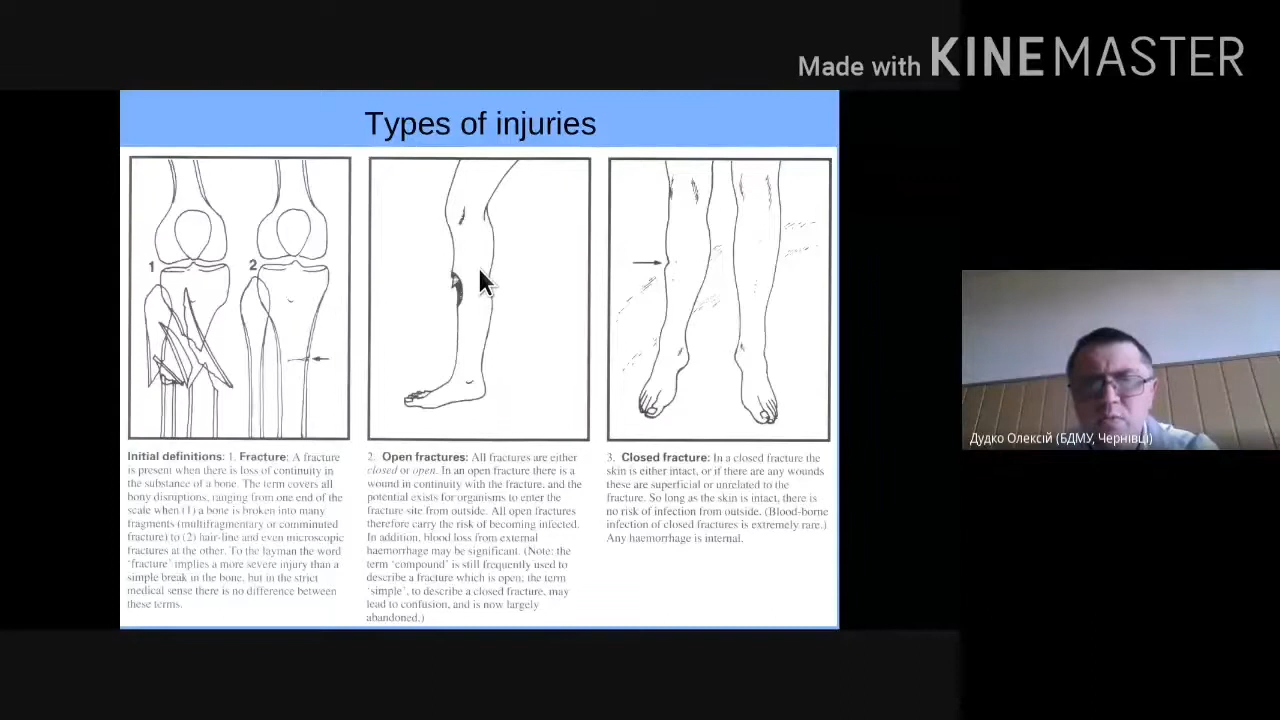 Made with KINEMASTER
Types of injuries
1
2
Initial definitions: 1. Fracture: A fracture
is present when there is loss of continuity in
the substance of a bone. The term covers all
bony disruptions, ranging from one end of the
scale when (1) a bone is broken into many
fragments (multifragmentary or comminuted
fracture) to (2) hair-line and even microscopic
fractures at the other. To the layman the word
‘fracture’ implies a more severe injury than a
simple break in the bone, but in the strict
medical sense there is no difference between
these terms.
2. Open fractures: All fractures are either
closed or open. In an open fracture there is a
wound in continuity with the fracture, and the
potential exists for organisms to enter the
fracture site from outside. All open fractures
therefore carry the risk of becoming infected.
In addition, blood loss from external
haemorrhage may be significant. (Note: the
term ‘compound’ is still frequently used to
describe a fracture which is open; the term
‘simple’, to describe a closed fracture, may
lead to confusion, and is now largely
abandoned.)
3. Closed fracture: In a closed fracture the
skin is either intact, or if there are any wounds
these are superficial or unrelated to the
fracture. So long as the skin is intact, there is
no risk of infection from outside. (Blood-borne
infection of closed fractures is extremely rare.)
Any haemorrhage is internal.
Дудко Олексій (БДМУ, Чернівці)